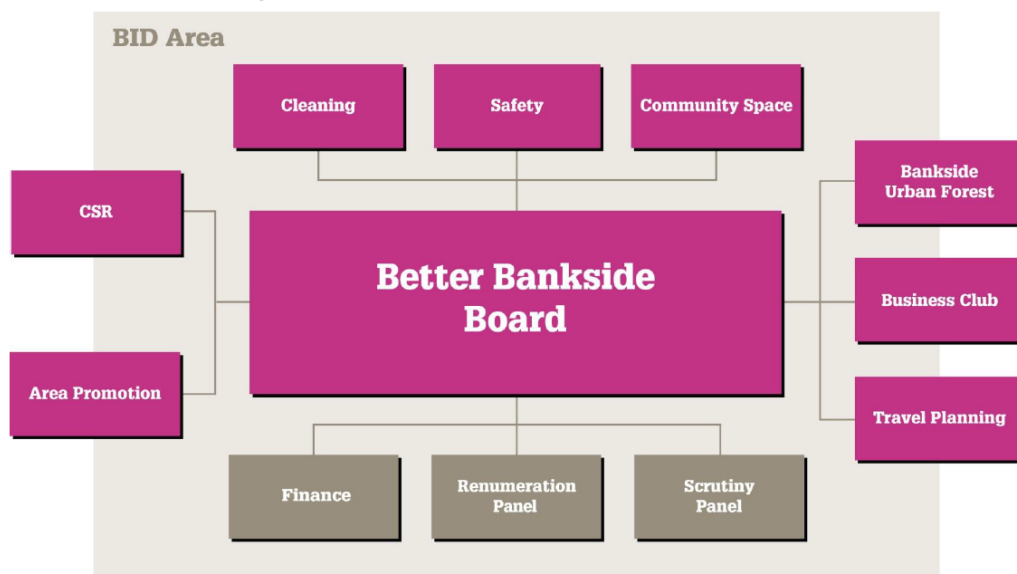 BID Area
Cleaning
Safety
Community Space
Bankside
Urban Forest
CSR
Better Bankside
Board
Business Club
Area Promotion
Travel Planning
Finance
Renumeration
Panel
Scrutiny
Panel